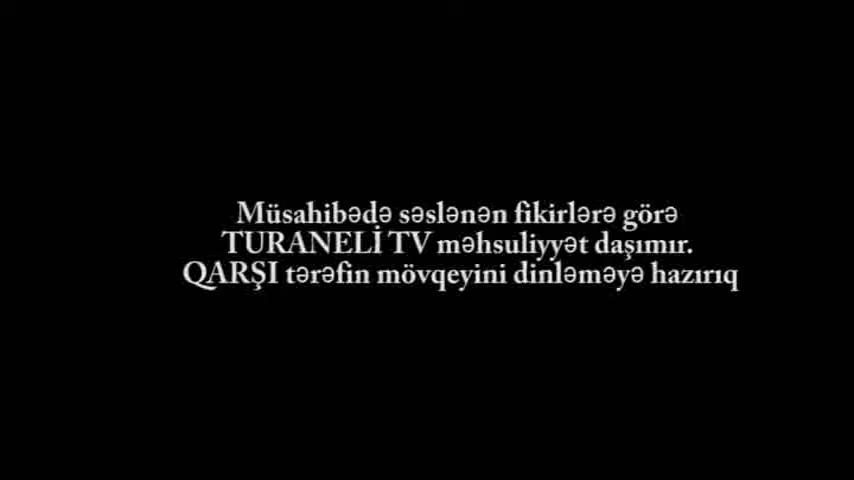 Müsahibədə səslənən fikirlərə görə
TURANELİ TV məhsuliyyət daşımır.
QARŞI tərəfin mövqeyini dinləməyə hazırıq